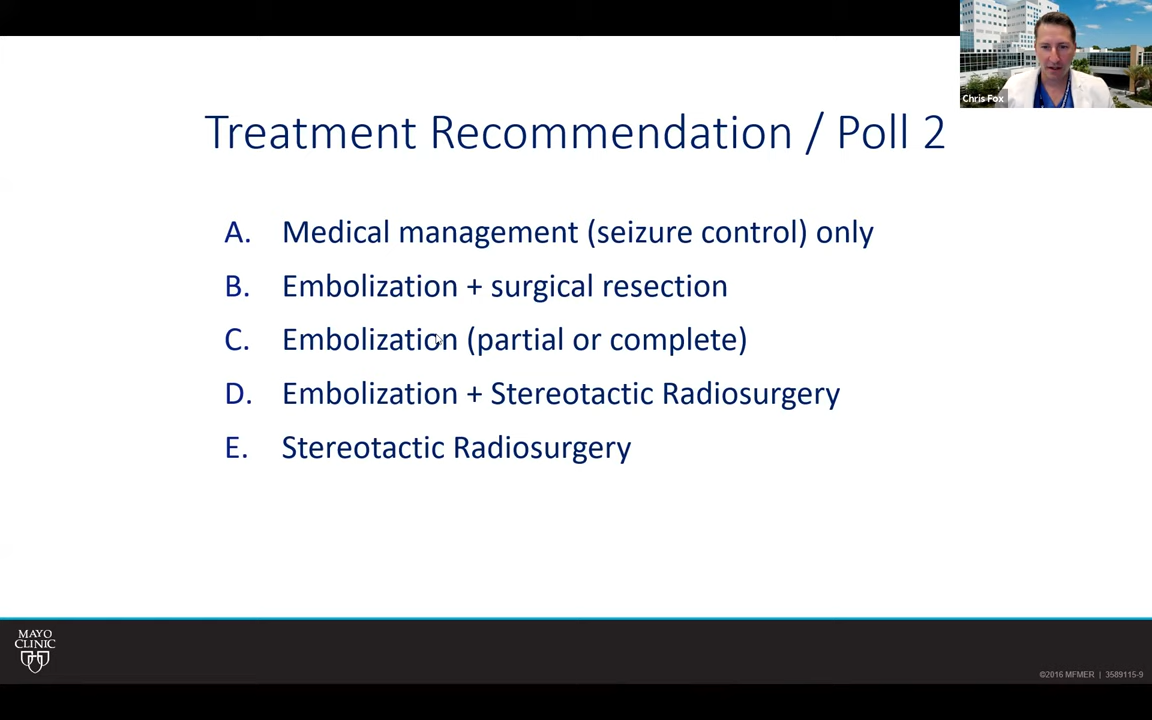 Chris Fox
Treatment Recommendation / Poll 2
A. Medical management (seizure control) only
B. Embolization + surgical resection
C. Embolization (partial or complete)
D. Embolization + Stereotactic Radiosurgery
E. Stereotactic Radiosurgery
MAYO
CLINIC
©2016 MFMER | 3589115-9